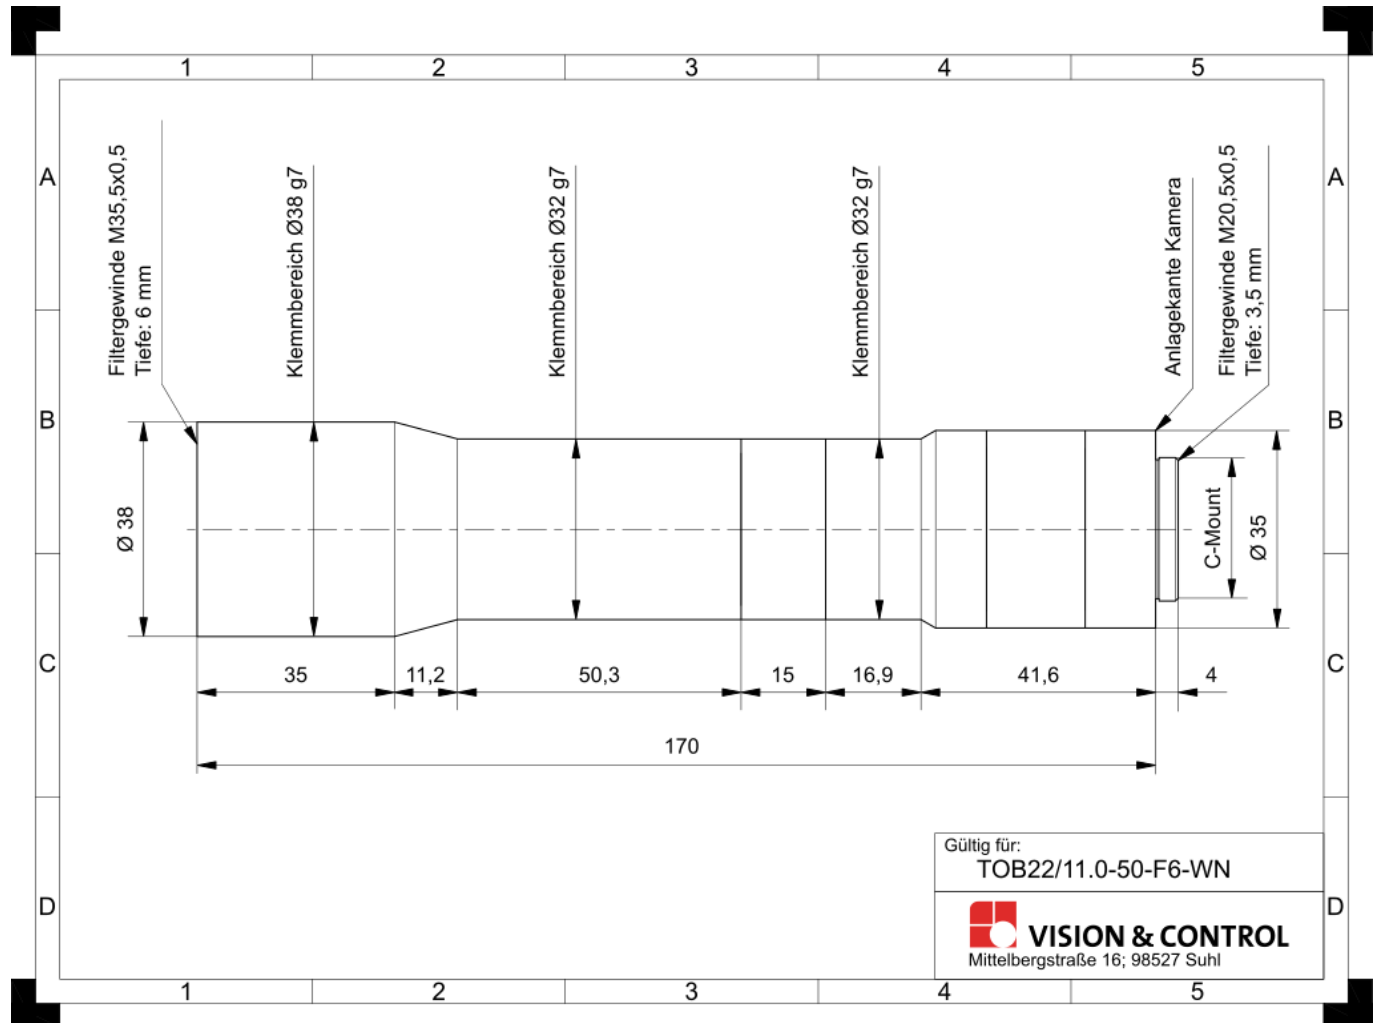 1 2 3 4 5
A A
B B
C C
D D
Filtergewinde M35,5x0,5
Tiefe: 6 mm
Klemmbereich Ø38 g7
Klemmbereich Ø32 g7
Klemmbereich Ø32 g7
Anlagekante Kamera
Filtergewinde M20,5x0,5
Tiefe: 3,5 mm
Ø 38
C-Mount
Ø 35
35 11,2 50,3 15 16,9 41,6 4
170
Gültig für:
TOB22/11.0-50-F6-WN
VISION & CONTROL
Mittelbergstraße 16; 98527 Suhl
1 2 3 4 5